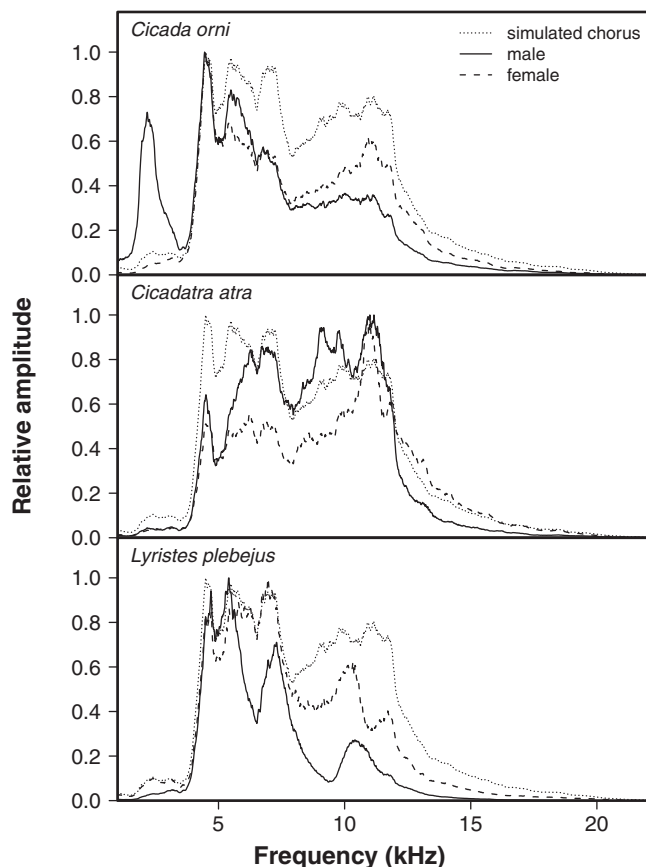 Cicada orni
simulated chorus
male
female
1.0
0.8
0.6
0.4
0.2
0.0
Cicadatra atra
1.0
0.8
0.6
0.4
0.2
0.0
Lyristes plebejus
1.0
0.8
0.6
0.4
0.2
0.0
Relative amplitude
5 10 15 20
Frequency (kHz)